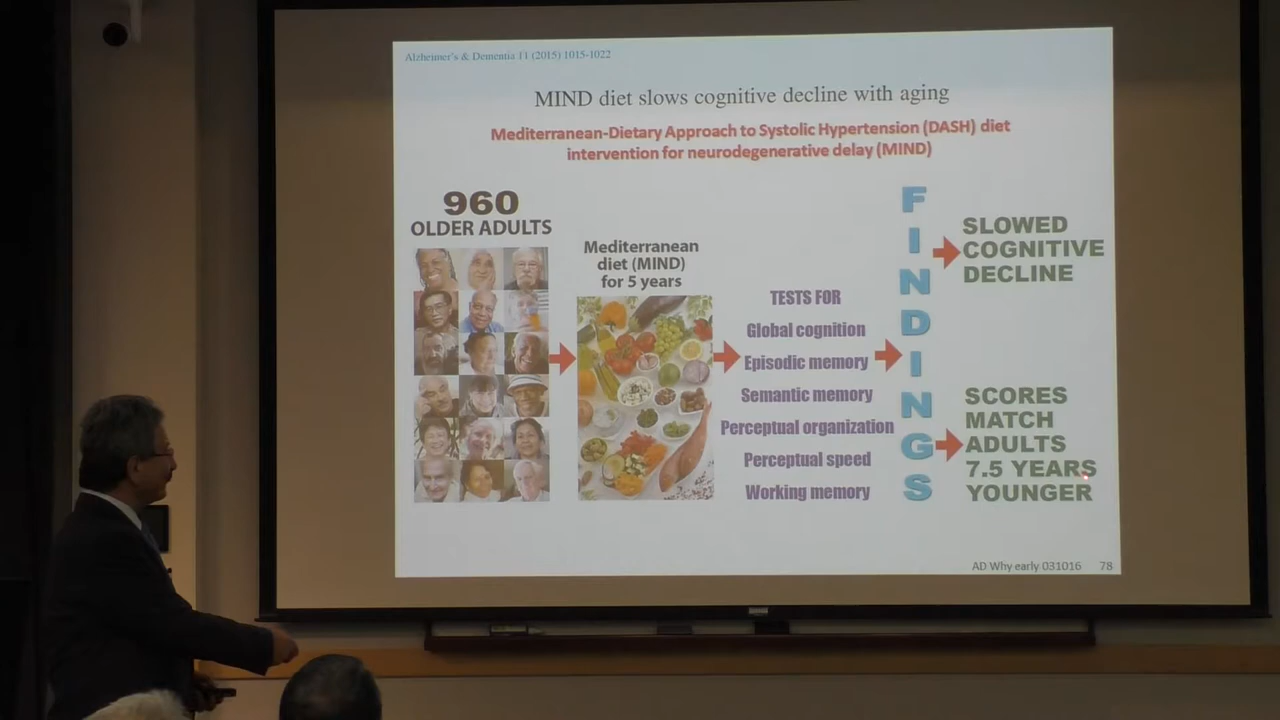 Alzheimer's & Dementia 11 (2015) 1015-1022
MIND diet slows cognitive decline with aging
Mediterranean-Dietary Approach to Systolic Hypertension (DASH) diet
intervention for neurodegenerative delay (MIND)
960
OLDER ADULTS
Mediterranean
diet (MIND)
for 5 years
TESTS FOR
Global cognition
Episodic memory
Semantic memory
Perceptual organization
Perceptual speed
Working memory
FINDINGS
SLOWED
COGNITIVE
DECLINE
SCORES
MATCH
ADULTS
7.5 YEARS
YOUNGER
AD Why early 031016 78